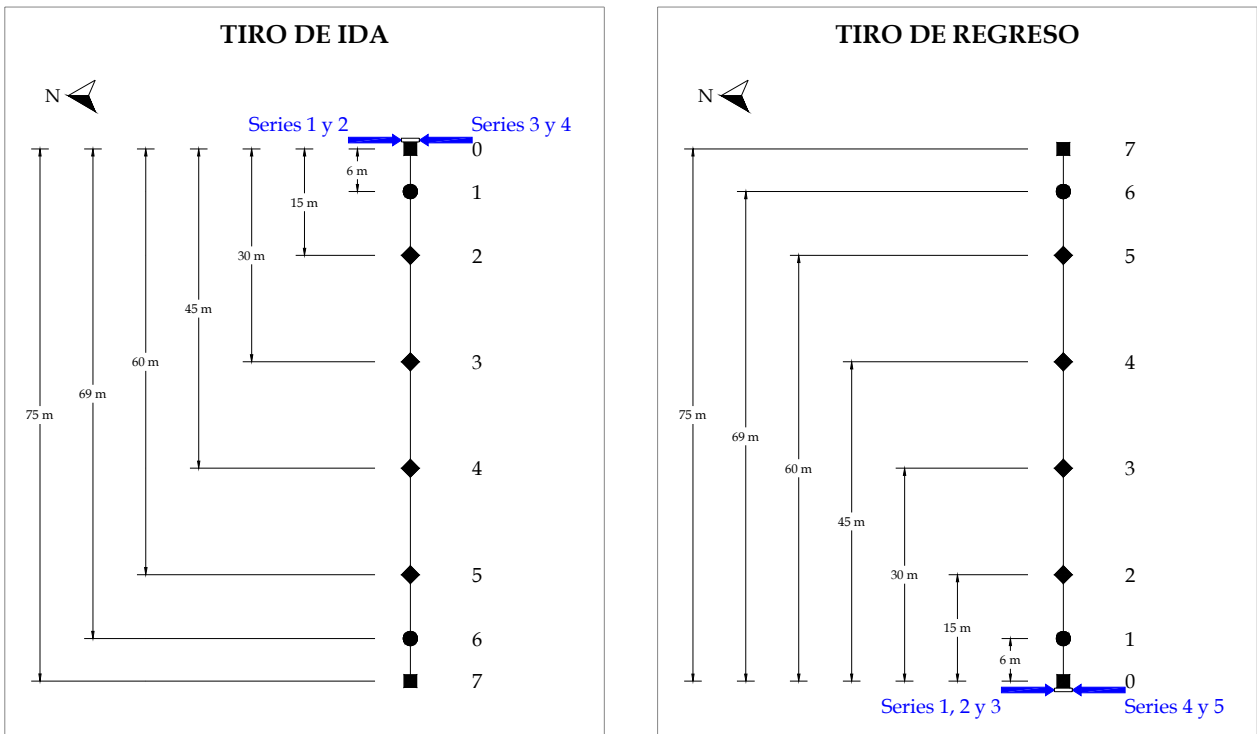 TIRO DE IDA
N
Series 1 y 2
Series 3 y 4
0
6 m
1
15 m
2
30 m
3
45 m
4
60 m
5
69 m
6
75 m
7
TIRO DE REGRESO
N
7
6
5
4
75 m
69 m
60 m
3
45 m
30 m
2
15 m
1
6 m
0
Series 1, 2 y 3
Series 4 y 5